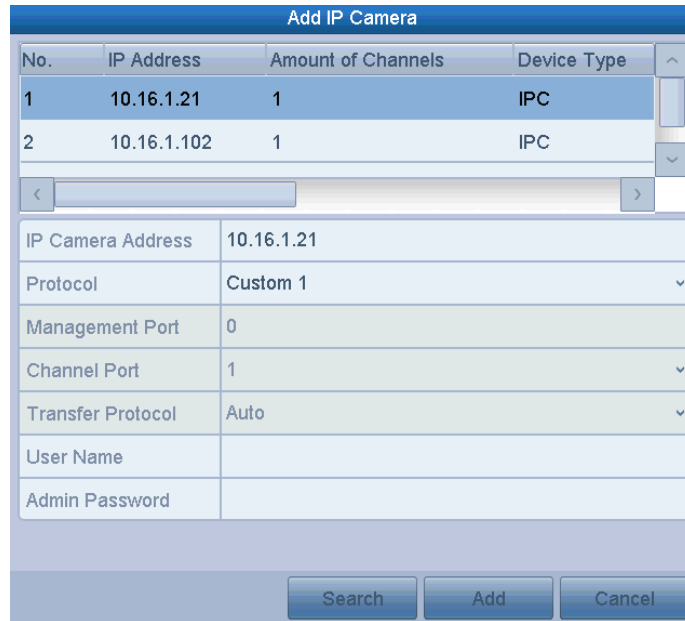 Add IP Camera
No. IP Address Amount of Channels Device Type
1 10.16.1.21 1 IPC
2 10.16.1.102 1 IPC
IP Camera Address 10.16.1.21
Protocol Custom 1
Management Port 0
Channel Port 1
Transfer Protocol Auto
User Name
Admin Password
Search Add Cancel